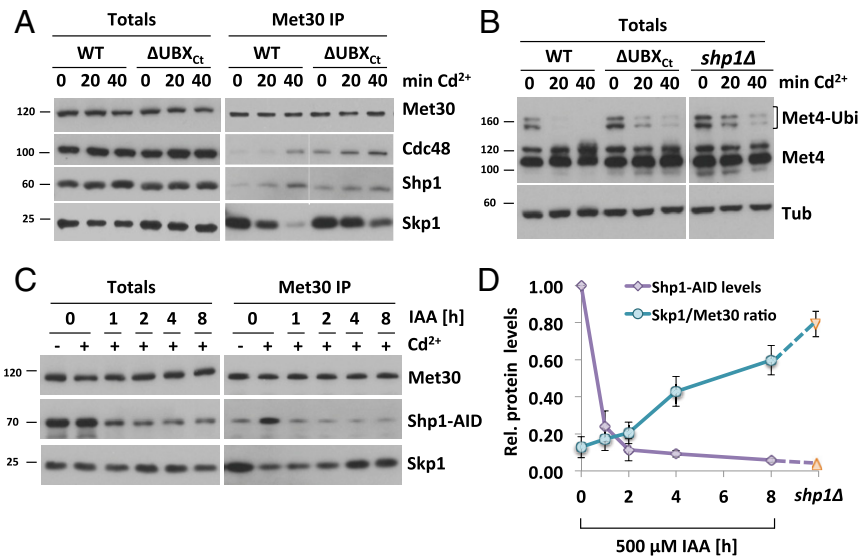 A
Totals
Met30 IP
WT
ΔUBXCt
WT
ΔUBXCt
0 20 40 0 20 40 0 20 40 0 20 40 min Cd2+
120
Met30
100
Cdc48
60
Shp1
25
Skp1
B
Totals
WT
ΔUBXCt
shp1Δ
0 20 40 0 20 40 0 20 40 min Cd2+
160
Met4-Ubi
120
100
Met4
60
Tub
C
Totals
Met30 IP
0 1 2 4 8 0 1 2 4 8 IAA [h]
- + + + + + - + + + + + Cd2+
120
Met30
70
Shp1-AID
25
Skp1
D
Shp1-AID levels
Skp1/Met30 ratio
Rel. protein levels
1.00
0.80
0.60
0.40
0.20
0.00
0 2 4 6 8 shp1Δ
500 µM IAA [h]